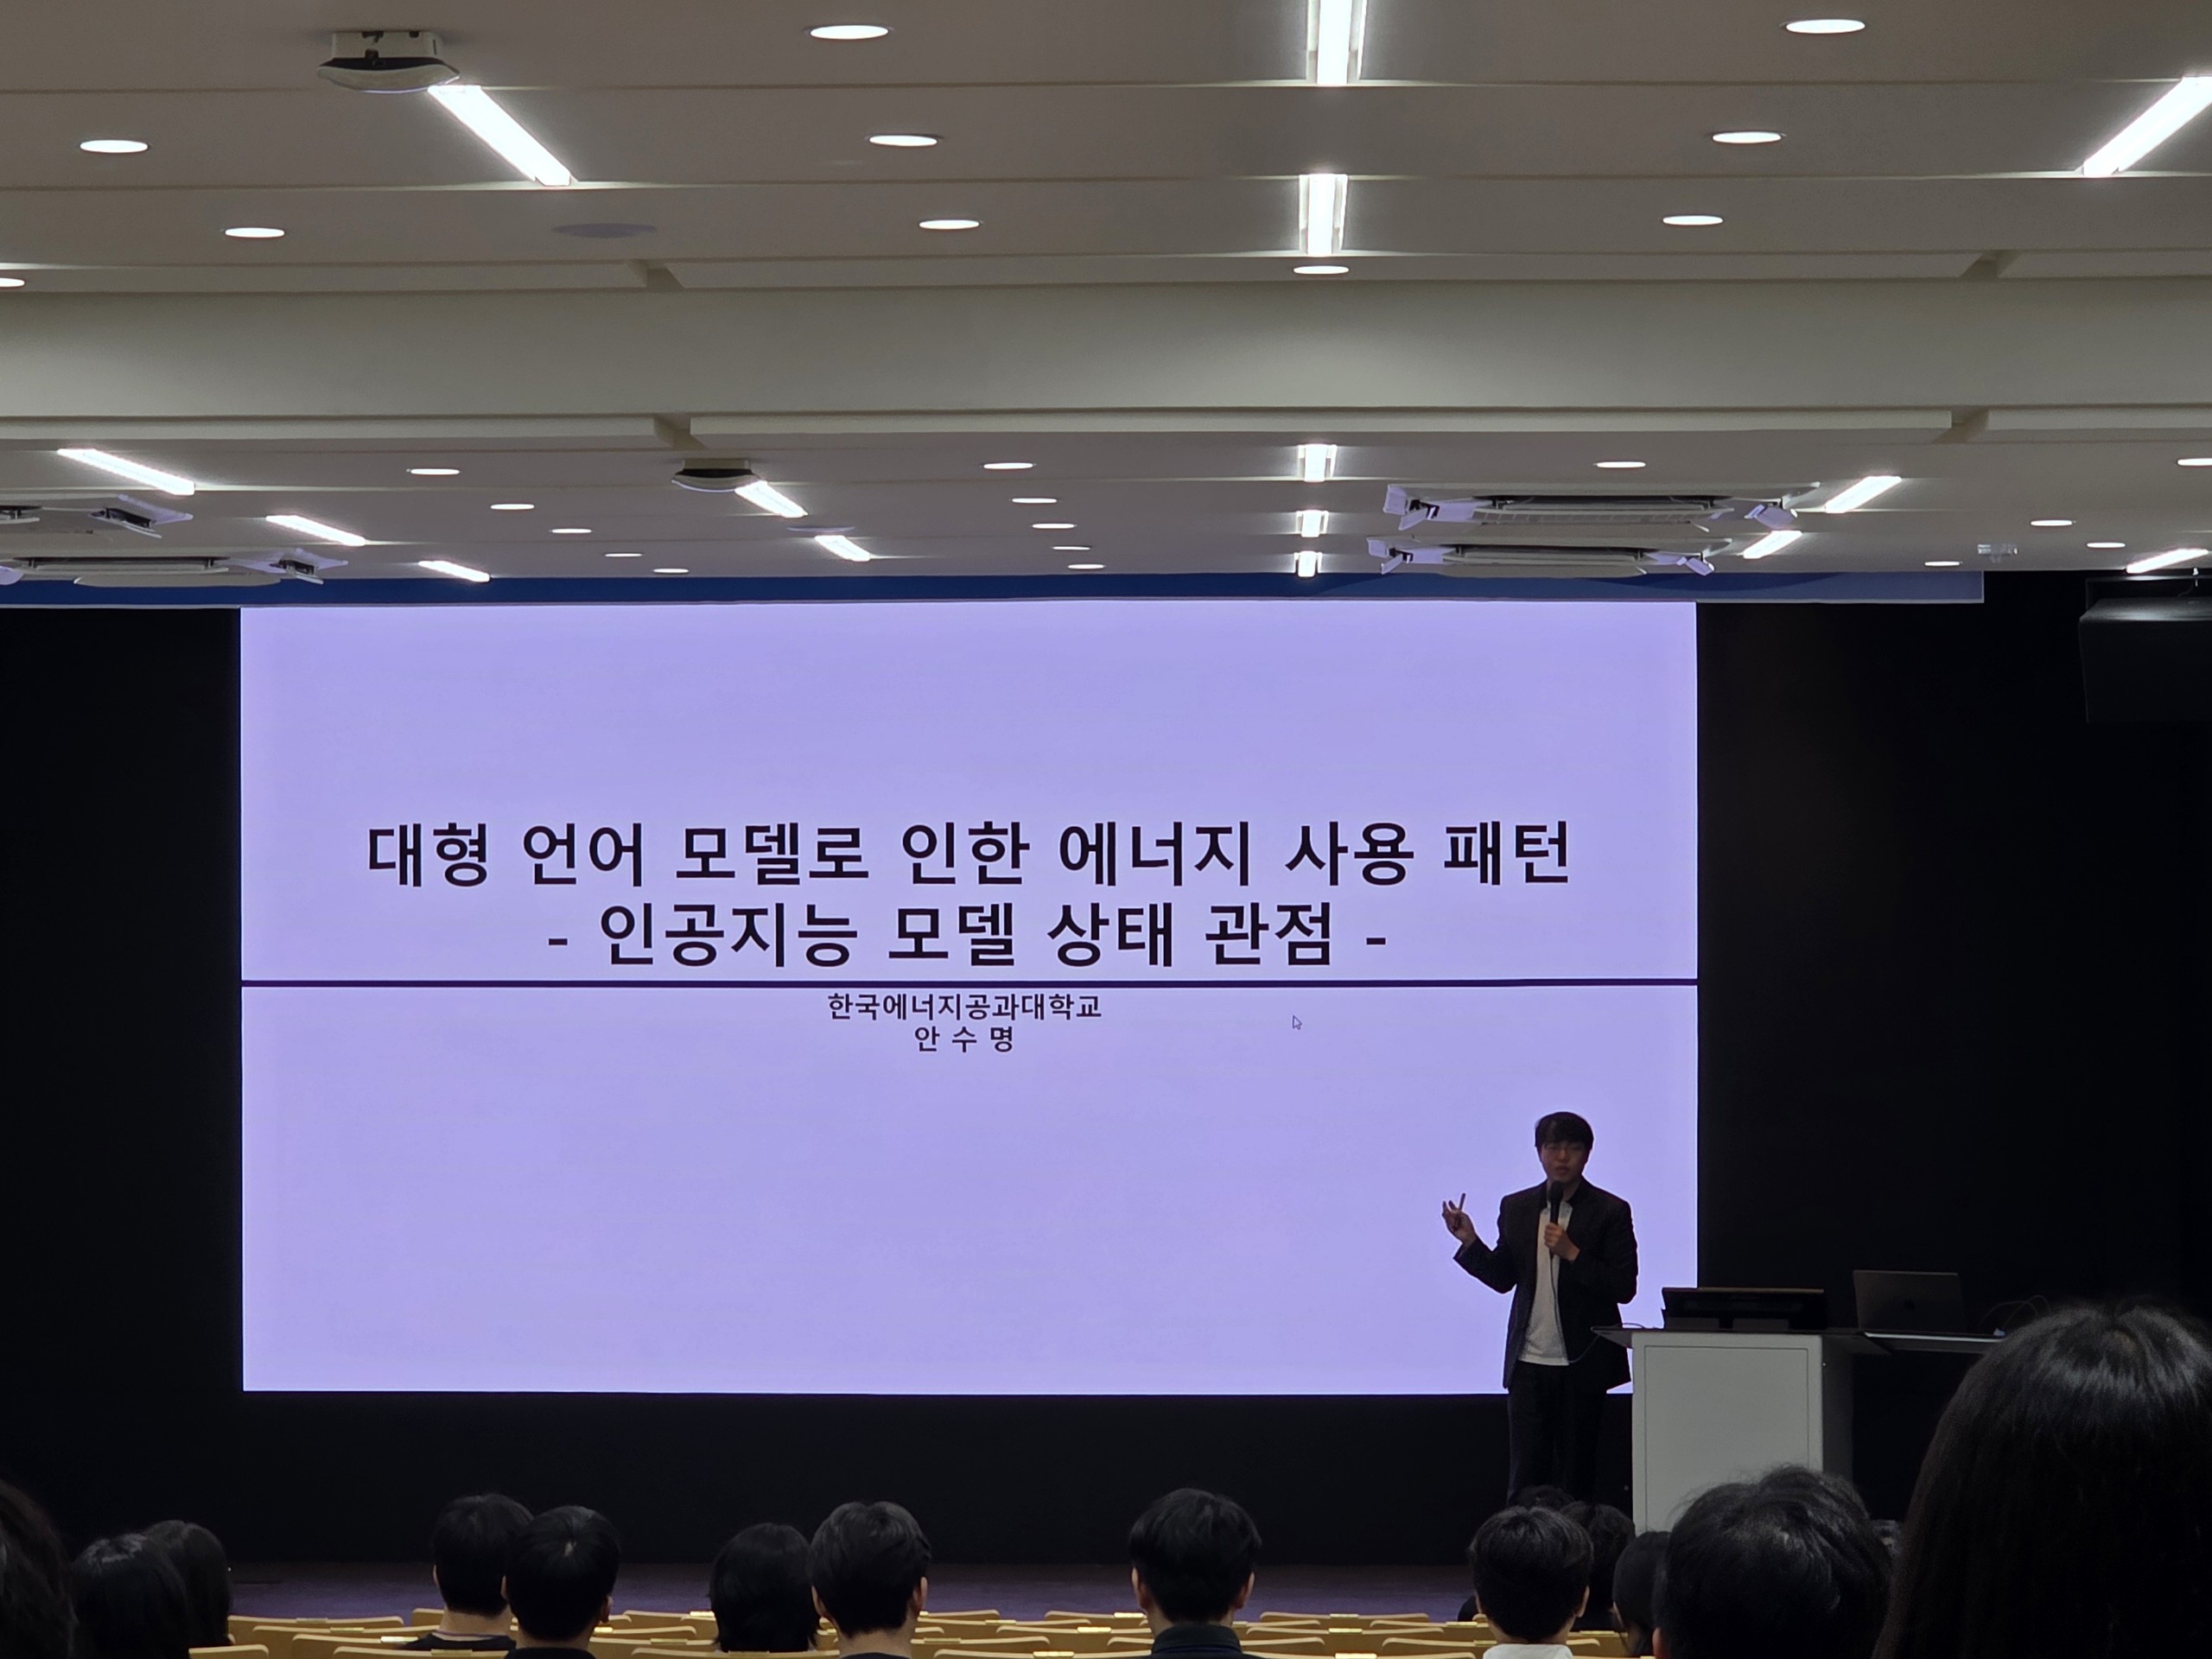 대형 언어 모델로 인한 에너지 사용 패턴
- 인공지능 모델 상태 관점 -
한국에너지공과대학교
안 수 명